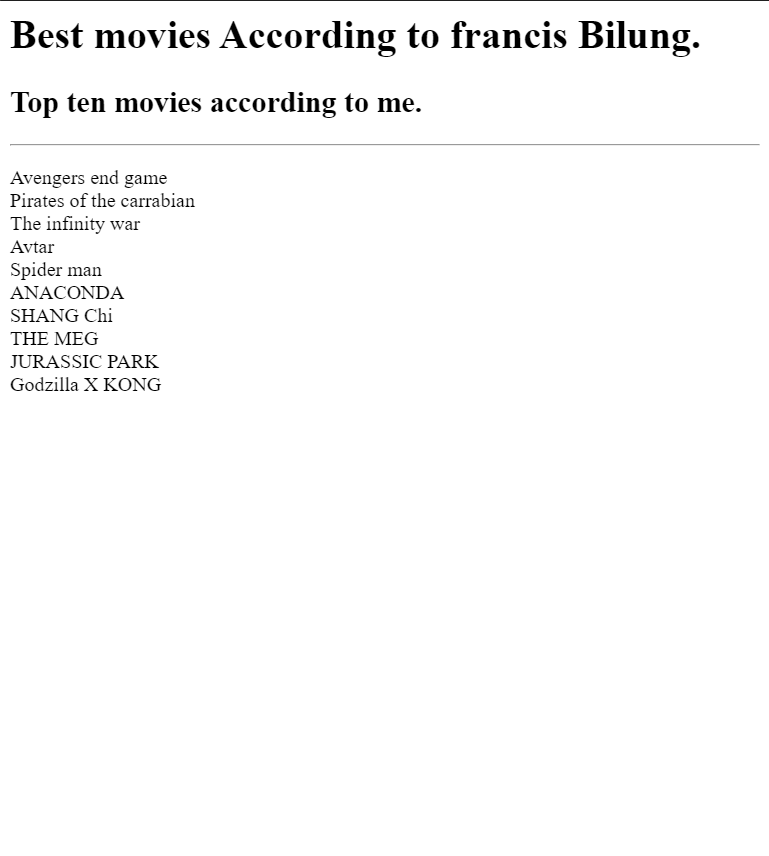 Best movies According to francis Bilung.
Top ten movies according to me.
Avengers end game
Pirates of the carrabian
The infinity war
Avtar
Spider man
ANACONDA
SHANG Chi
THE MEG
JURASSIC PARK
Godzilla X KONG